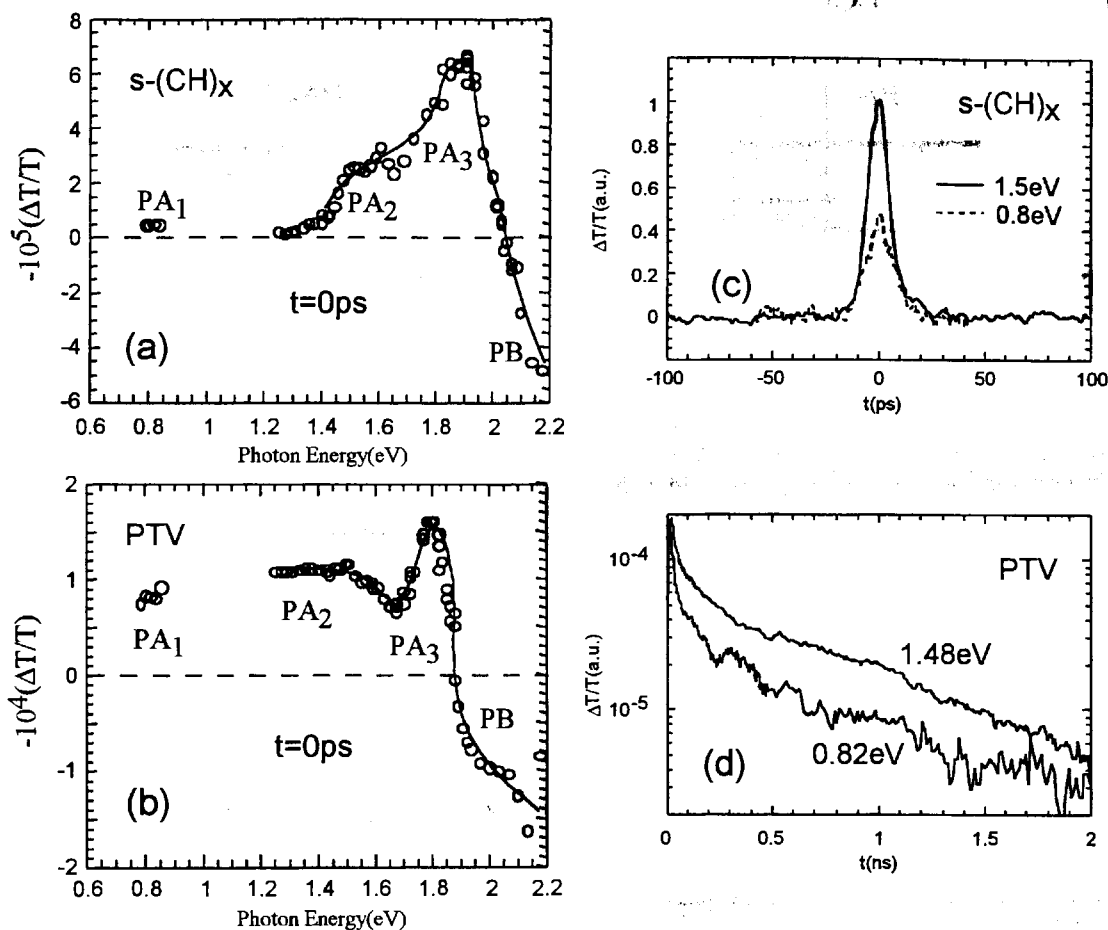 s-(CH)x
PA1
PA2
PA3
PB
t=0ps
(a)
-10^5(ΔT/T)
8
6
4
2
0
-2
-4
-6
0.6 0.8 1 1.2 1.4 1.6 1.8 2 2.2
Photon Energy(eV)
s-(CH)x
1.5eV
0.8eV
(c)
ΔT/T(a.u.)
1
0.8
0.6
0.4
0.2
0
-100 -50 0 50 100
t(ps)
PTV
PA1
PA2
PA3
PB
t=0ps
(b)
-10^4(ΔT/T)
2
1
0
-1
-2
0.6 0.8 1 1.2 1.4 1.6 1.8 2 2.2
Photon Energy(eV)
PTV
1.48eV
0.82eV
(d)
ΔT/T(a.u.)
10^-4
10^-5
0 0.5 1 1.5 2
t(ns)